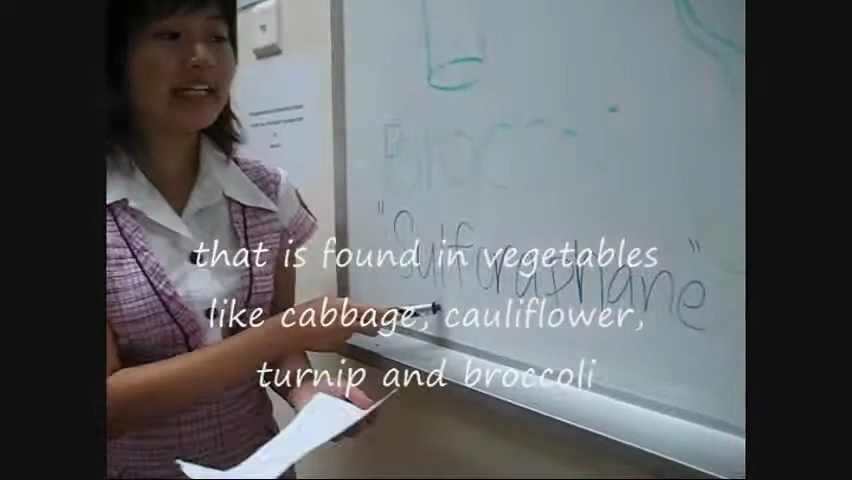 "Sulforaphane"
that is found in vegetables
like cabbage, cauliflower,
turnip and broccoli